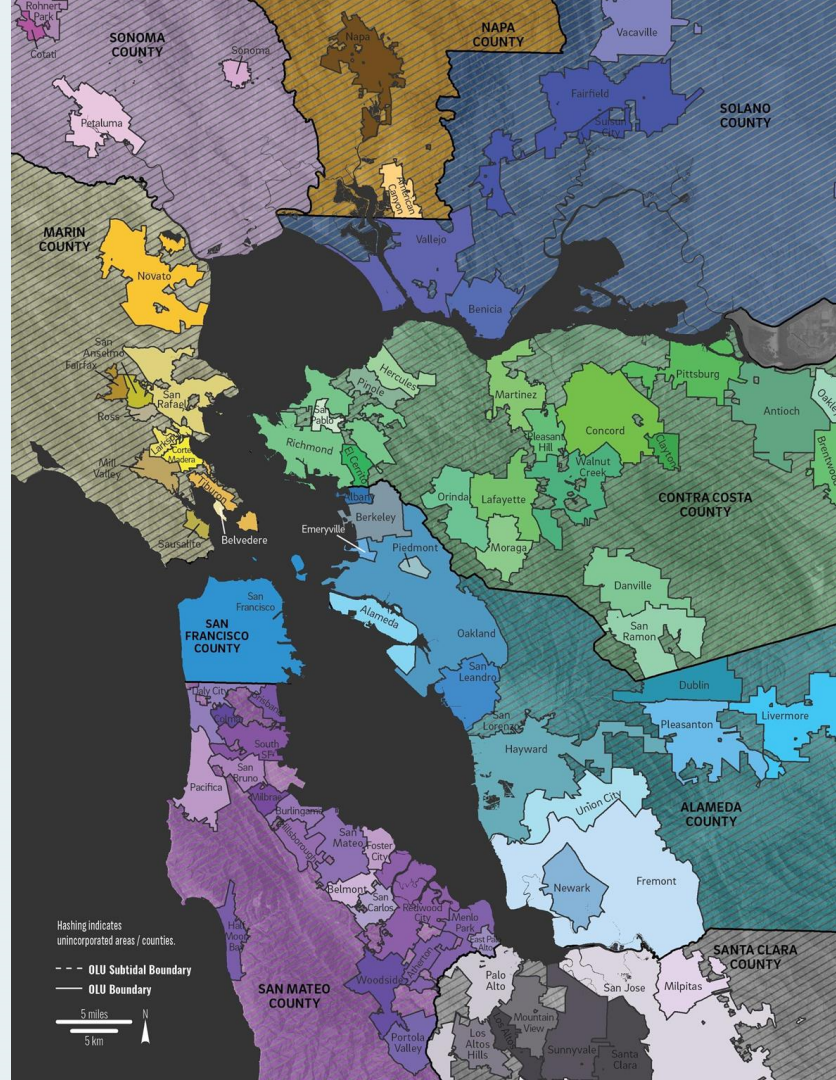 Rohnert
Park
Cotati
SONOMA
COUNTY
Sonoma
Petaluma
NAPA
COUNTY
Napa
American
Canyon
Vacaville
Fairfield
Suisun
City
SOLANO
COUNTY
Vallejo
Benicia
MARIN
COUNTY
Novato
San
Anselmo
Fairfax
San
Rafael
Ross
Larkspur
Corte
Madera
Mill
Valley
Tiburon
Sausalito
Belvedere
Hercules
Pinole
San
Pablo
Richmond
El Cerrito
Martinez
Pleasant
Hill
Concord
Clayton
Walnut
Creek
Pittsburg
Antioch
Oakley
Brentwood
Orinda
Lafayette
Moraga
CONTRA COSTA
COUNTY
Danville
San
Ramon
Albany
Berkeley
Emeryville
Piedmont
Alameda
Oakland
San
Leandro
San
Lorenzo
Hayward
Dublin
Pleasanton
Livermore
Union City
ALAMEDA
COUNTY
Newark
Fremont
San
Francisco
SAN
FRANCISCO
COUNTY
Daly City
Brisbane
Colma
South
SF
San
Bruno
Pacifica
Millbrae
Burlingame
Hillsborough
San
Mateo
Foster
City
Belmont
San
Carlos
Redwood
City
Menlo
Park
East Palo
Alto
Atherton
Half
Moon
Bay
Woodside
Portola
Valley
SAN MATEO
COUNTY
Palo
Alto
Los
Altos
Hills
Los Altos
Mountain
View
Sunnyvale
Santa
Clara
San Jose
Milpitas
SANTA CLARA
COUNTY
Hashing indicates
unincorporated areas / counties.
OLU Subtidal Boundary
OLU Boundary
5 miles
5 km
N